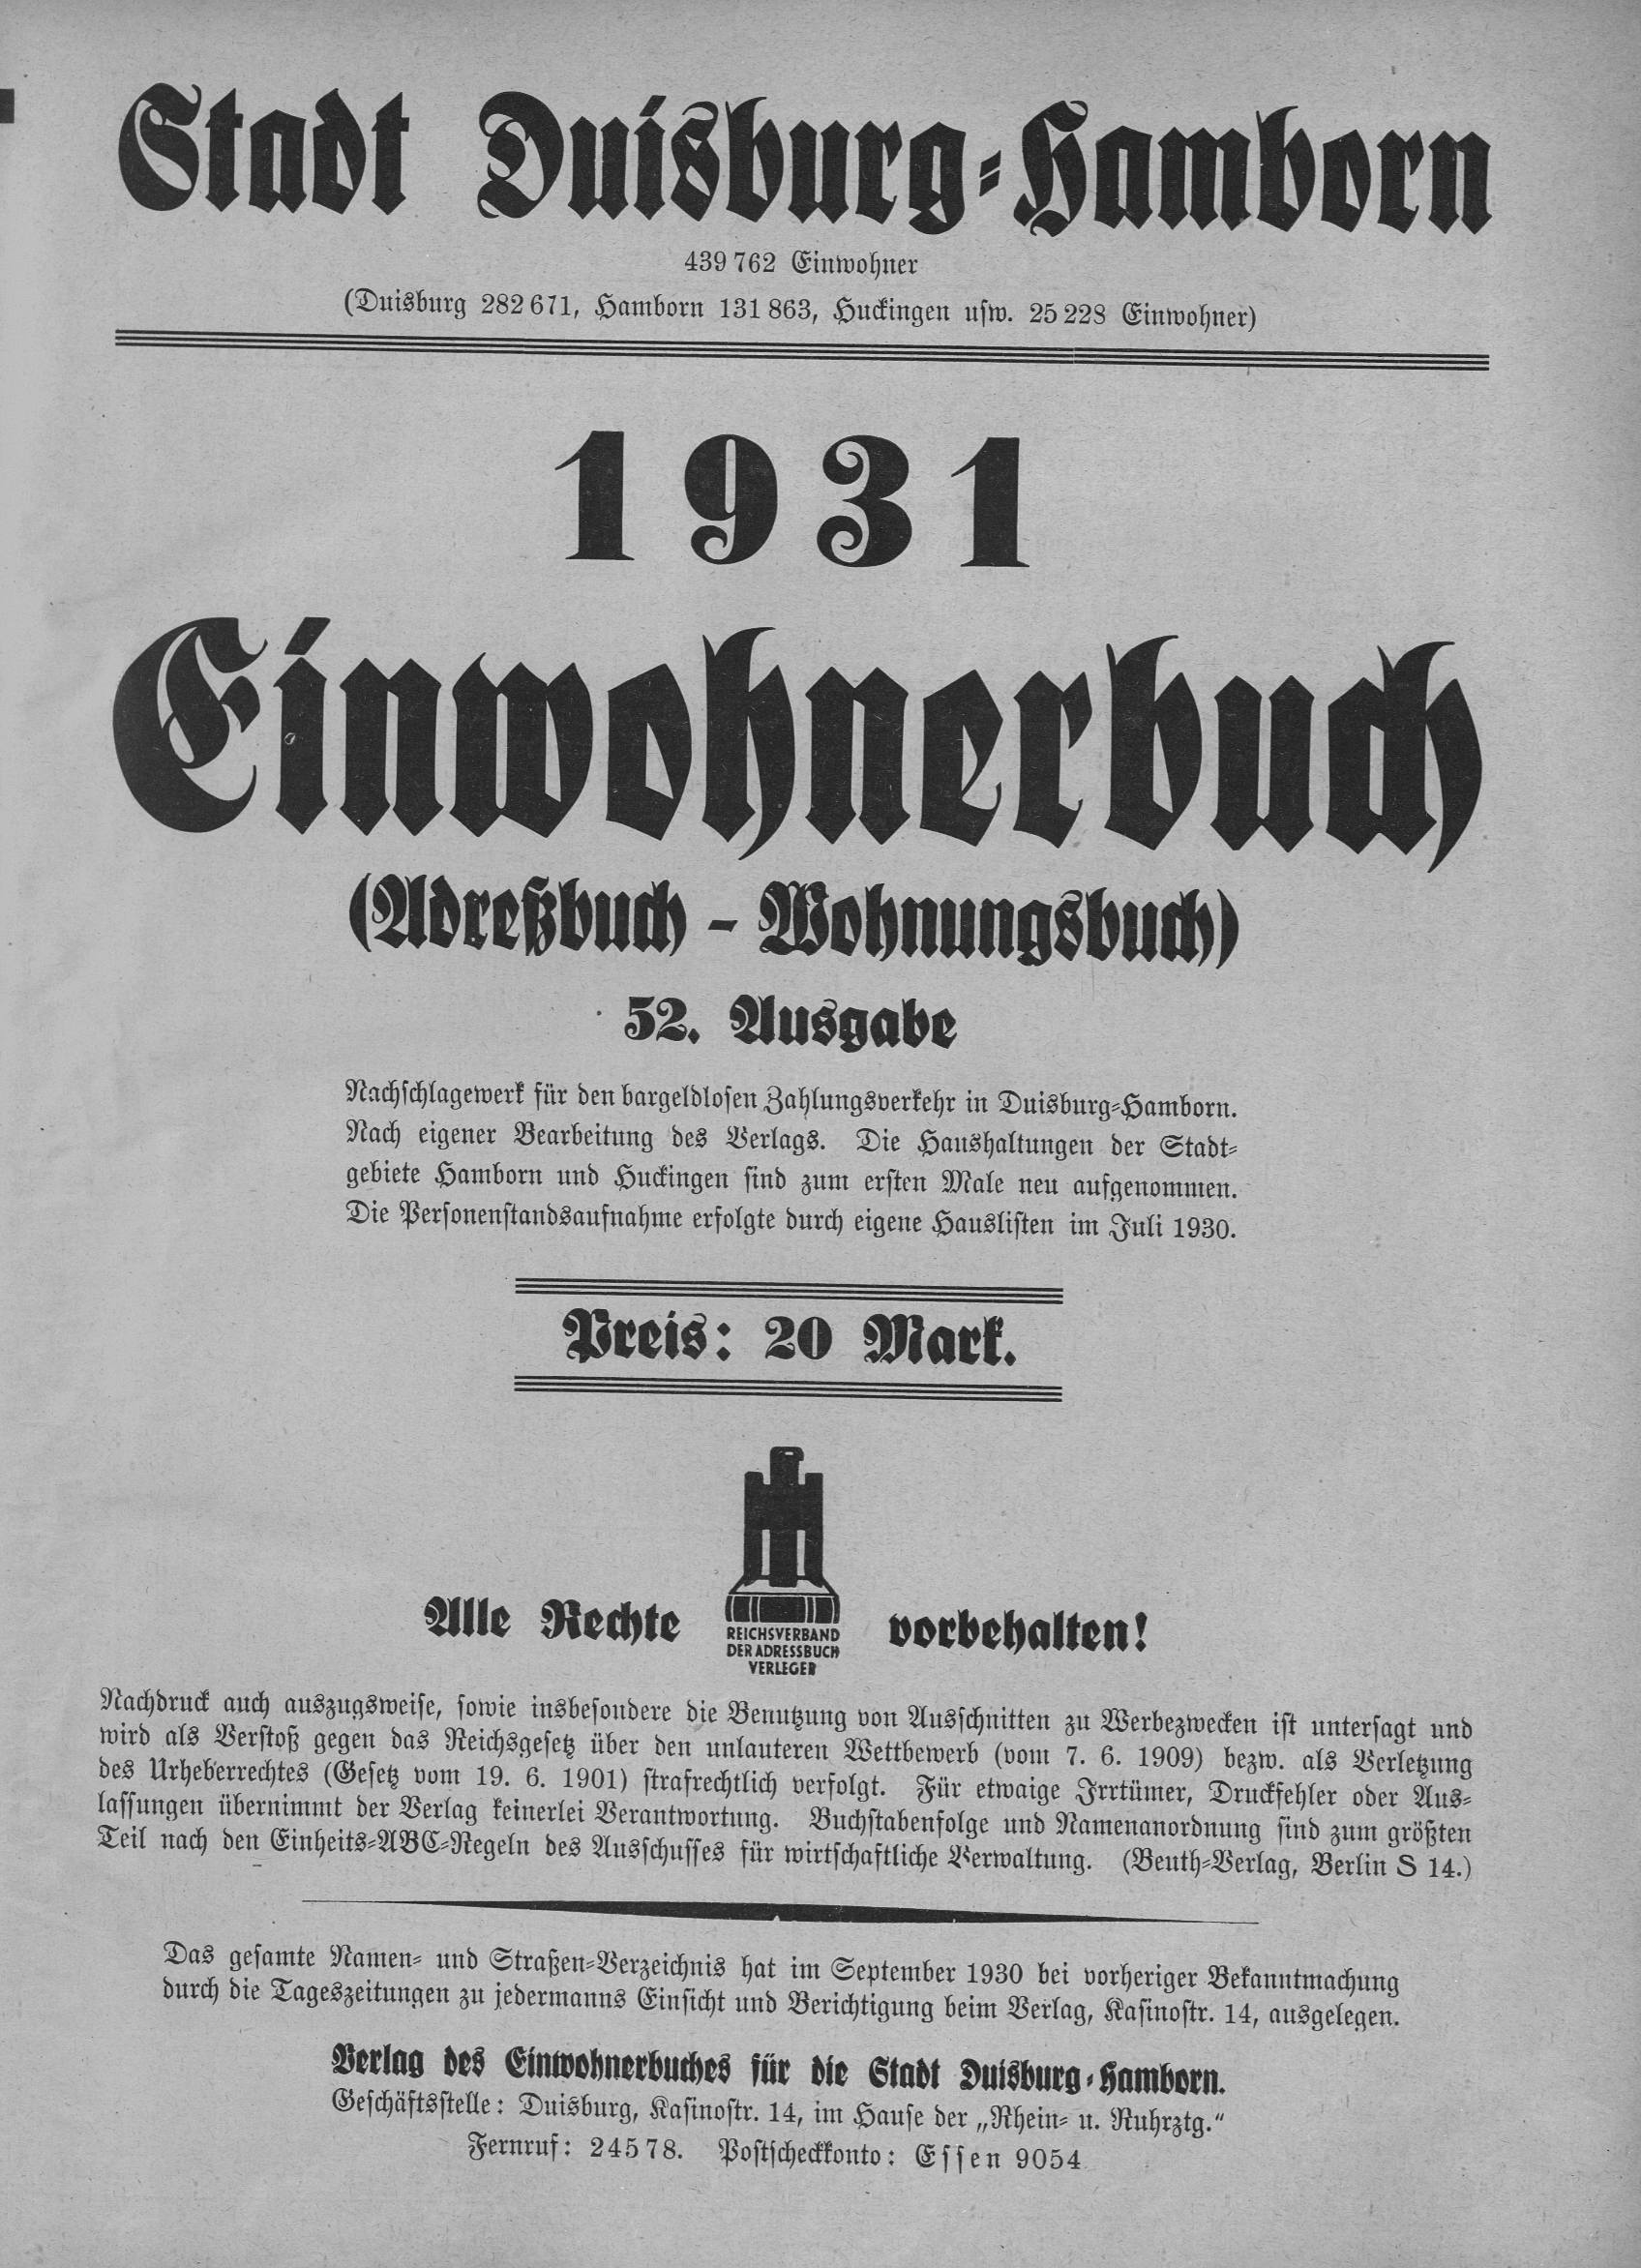 Stadt Duisburg-Hamborn
439 762 Einwohner
(Duisburg 282 671, Hamborn 131 863, Huckingen usw. 25 228 Einwohner)
1931
Einwohnerbuch
(Adreßbuch - Wohnungsbuch)
52. Ausgabe
Nachschlagewerk für den bargeldlosen Zahlungsverkehr in Duisburg-Hamborn.
Nach eigener Bearbeitung des Verlags. Die Haushaltungen der Stadt-
gebiete Hamborn und Huckingen sind zum ersten Male neu aufgenommen.
Die Personenstandsaufnahme erfolgte durch eigene Hauslisten im Juli 1930.
Preis: 20 Mark.
Alle Rechte vorbehalten!
REICHSVERBAND
DER ADRESSBUCH
VERLEGER
Nachdruck auch auszugsweise, sowie insbesondere die Benutzung von Ausschnitten zu Werbezwecken ist untersagt und
wird als Verstoß gegen das Reichsgesetz über den unlauteren Wettbewerb (vom 7. 6. 1909) bezw. als Verletzung
des Urheberrechtes (Gesetz vom 19. 6. 1901) strafrechtlich verfolgt. Für etwaige Irrtümer, Druckfehler oder Aus-
lassungen übernimmt der Verlag keinerlei Verantwortung. Buchstabenfolge und Namenanordnung sind zum größten
Teil nach den Einheits-ABC-Regeln des Ausschusses für wirtschaftliche Verwaltung. (Beuth-Verlag, Berlin S 14.)
Das gesamte Namen- und Straßen-Verzeichnis hat im September 1930 bei vorheriger Bekanntmachung
durch die Tageszeitungen zu jedermanns Einsicht und Berichtigung beim Verlag, Kasinostr. 14, ausgelegen.
Verlag des Einwohnerbuches für die Stadt Duisburg-Hamborn.
Geschäftsstelle: Duisburg, Kasinostr. 14, im Hause der „Rhein- u. Ruhrztg.“
Fernruf: 24578. Postscheckkonto: Essen 9054